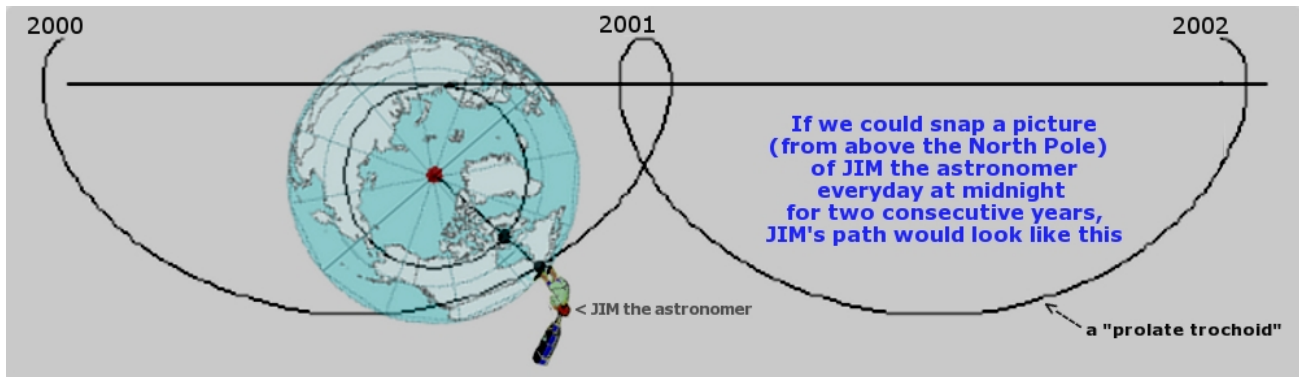 2000
2001
2002
If we could snap a picture
(from above the North Pole)
of JIM the astronomer
everyday at midnight
for two consecutive years,
JIM's path would look like this
< JIM the astronomer
a "prolate trochoid"